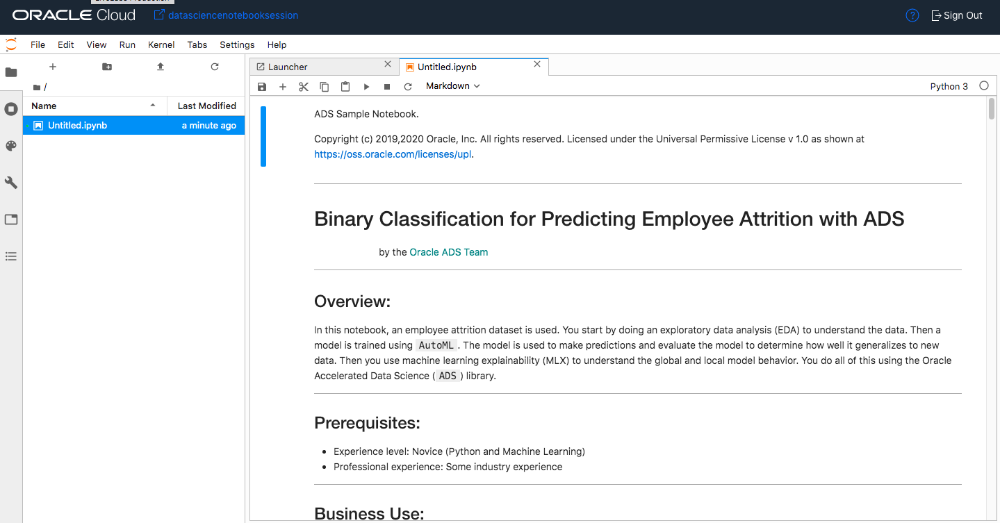 ORACLE Cloud
datasciencenotebooksession
? Sign Out
File Edit View Run Kernel Tabs Settings Help
Launcher
Untitled.ipynb
/
Markdown
Python 3
Name
Last Modified
Untitled.ipynb
a minute ago
ADS Sample Notebook.
Copyright (c) 2019,2020 Oracle, Inc. All rights reserved. Licensed under the Universal Permissive License v 1.0 as shown at
https://oss.oracle.com/licenses/upl.
Binary Classification for Predicting Employee Attrition with ADS
by the Oracle ADS Team
Overview:
In this notebook, an employee attrition dataset is used. You start by doing an exploratory data analysis (EDA) to understand the data. Then a
model is trained using AutoML . The model is used to make predictions and evaluate the model to determine how well it generalizes to new
data. Then you use machine learning explainability (MLX) to understand the global and local model behavior. You do all of this using the Oracle
Accelerated Data Science ( ADS ) library.
Prerequisites:
• Experience level: Novice (Python and Machine Learning)
• Professional experience: Some industry experience
Business Use: